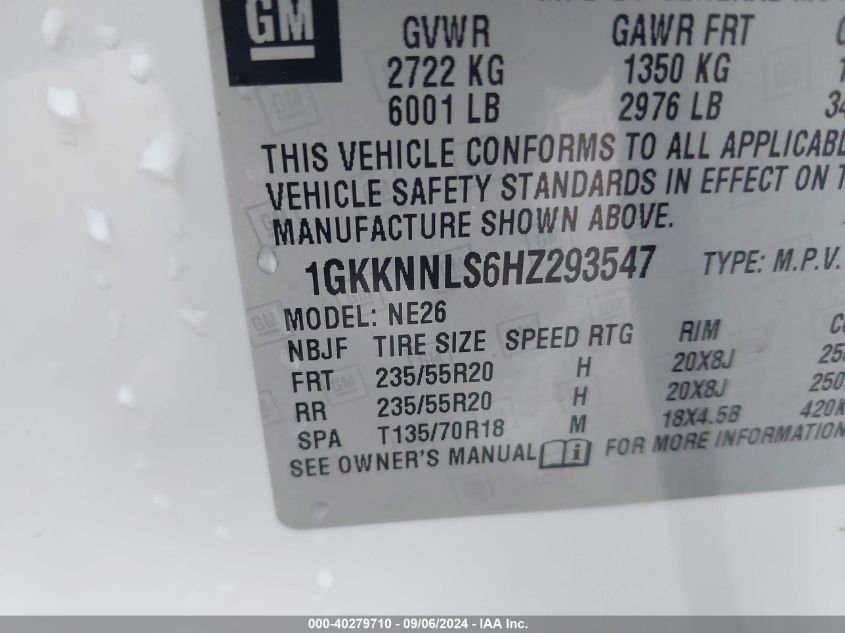 GM
GVWR GAWR FRT
2722 KG 1350 KG
6001 LB 2976 LB
THIS VEHICLE CONFORMS TO ALL
VEHICLE SAFETY STANDARDS IN EFFECT ON
MANUFACTURE SHOWN ABOVE.
1GKKNNLS6HZ293547 TYPE: M.P.V.
MODEL: NE26
NBJF TIRE SIZE SPEED RTG RIM
FRT 235/55R20 H 20X8J
RR 235/55R20 H 20X8J
SPA T135/70R18 M 18X4.5B
SEE OWNER'S MANUAL FOR MORE INFORMATION
000-40279710 - 09/06/2024 - IAA Inc.